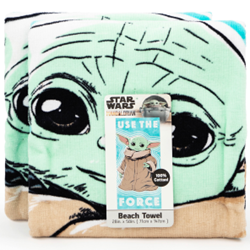 STAR
WARS
USE THE
100%
Cotton
FORCE
Beach Towel